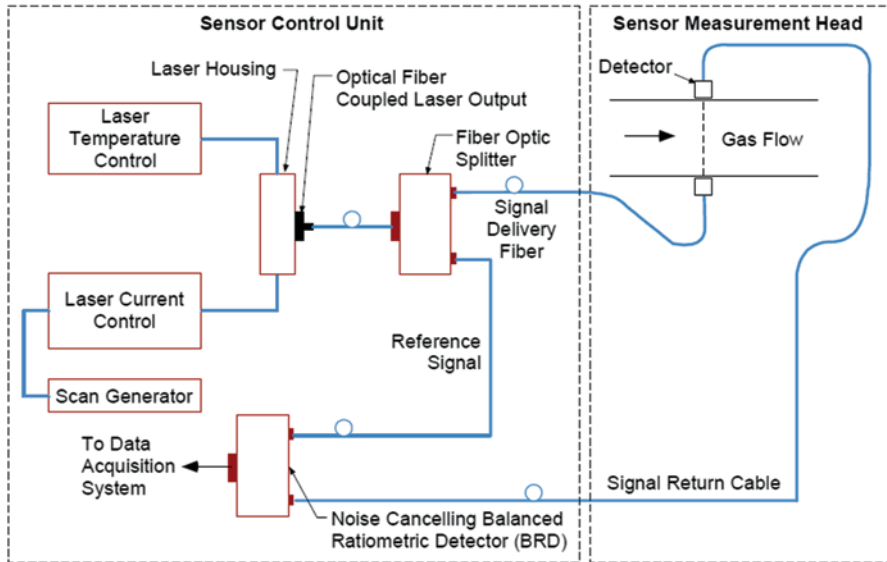 Sensor Control Unit
Sensor Measurement Head
Laser Housing
Optical Fiber
Coupled Laser Output
Detector
Laser
Temperature
Control
Fiber Optic
Splitter
Gas Flow
Signal
Delivery
Fiber
Laser Current
Control
Reference
Signal
Scan Generator
To Data
Acquisition
System
Signal Return Cable
Noise Cancelling Balanced
Ratiometric Detector (BRD)